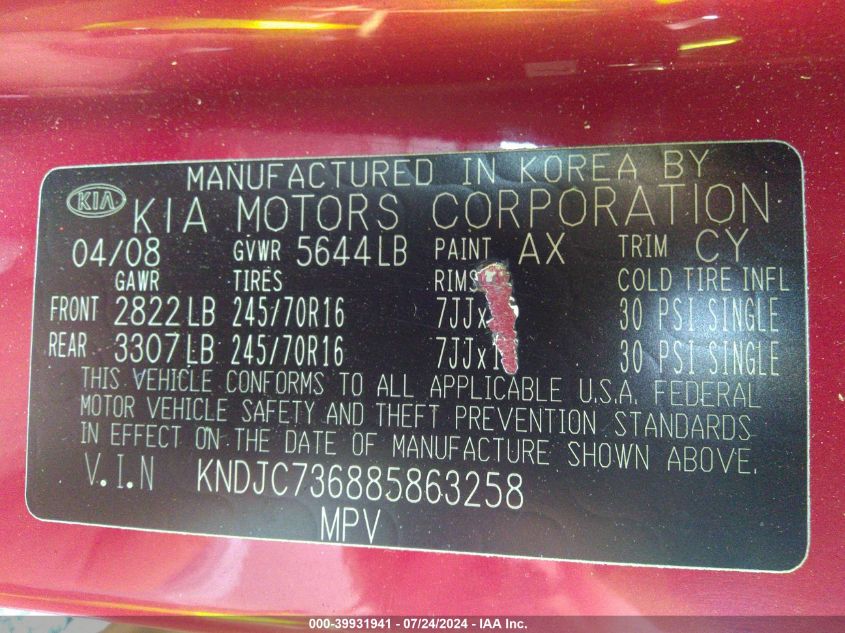 MANUFACTURED IN KOREA BY
KIA KIA MOTORS CORPORATION
04/08 GVWR 5644LB PAINT AX TRIM CY
GAWR TIRES RIMS COLD TIRE INFL
FRONT 2822LB 245/70R16 7JJx 30 PSI SINGLE
REAR 3307LB 245/70R16 7JJx1 30 PSI SINGLE
THIS VEHICLE CONFORMS TO ALL APPLICABLE U.S.A. FEDERAL
MOTOR VEHICLE SAFETY AND THEFT PREVENTION STANDARDS
IN EFFECT ON THE DATE OF MANUFACTURE SHOWN ABOVE.
V.I.N KNDJC736885863258
MPV
000-39931941 - 07/24/2024 - IAA Inc.